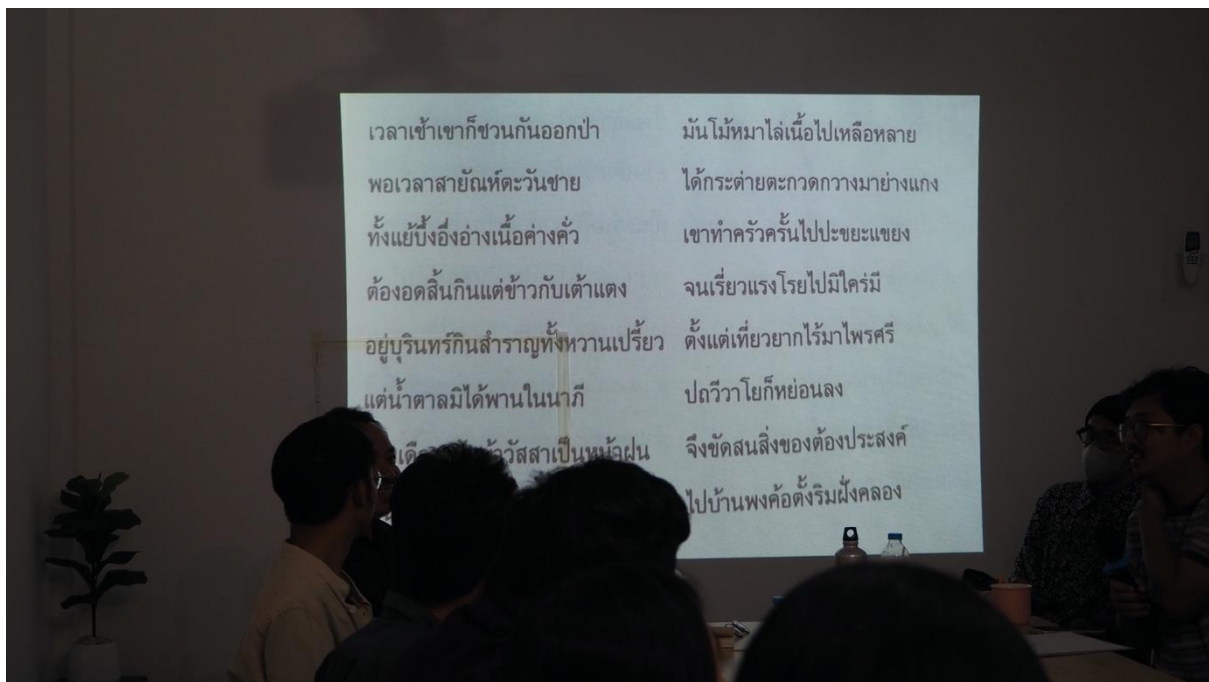 เวลาเช้าเขาก็ชวนกันออกป่า มันโม้หมาไล่เนื้อไปเหลือหลาย
พอเวลาสายัณห์ตะวันชาย ได้กระต่ายตะกวดกวางมาย่างแกง
ทั้งแย้บึ้งอึ่งอ่างเนื้อค่างคั่ว เขาทำครัวครั้นไปปะขยะแขยง
ต้องอดสิ้นกินแต่ข้าวกับเต้าแตง จนเรี่ยวแรงโรยไปมิใคร่มี
อยู่บุรินทร์กินสำราญทั้งหวานเปรี้ยว ตั้งแต่เที่ยวยากไร้มาไพรศรี
แต่น้ำตาลมิได้พานในนาภี ปถวีวาโยก็หย่อนลง
วัสสาเป็นหน้าฝน จึงขัดสนสิ่งของต้องประสงค์
ไปบ้านพงค้อตั้งริมฝั่งคลอง